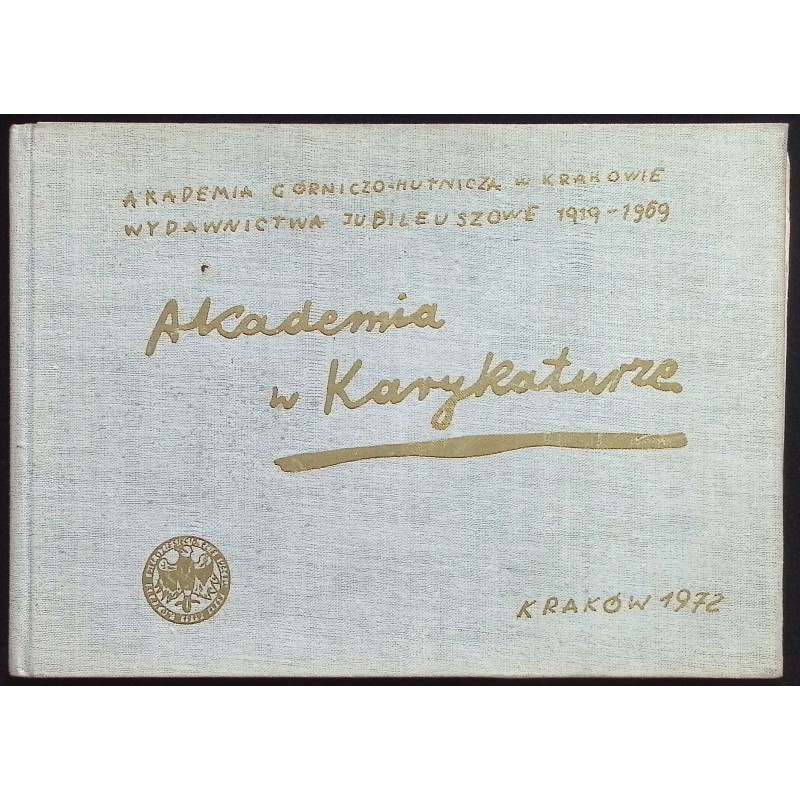 AKADEMIA GÓRNICZO-HUTNICZA W KRAKOWIE
WYDAWNICTWA JUBILEUSZOWE 1919-1969
Akademia
w Karykaturze
KRAKÓW 1972